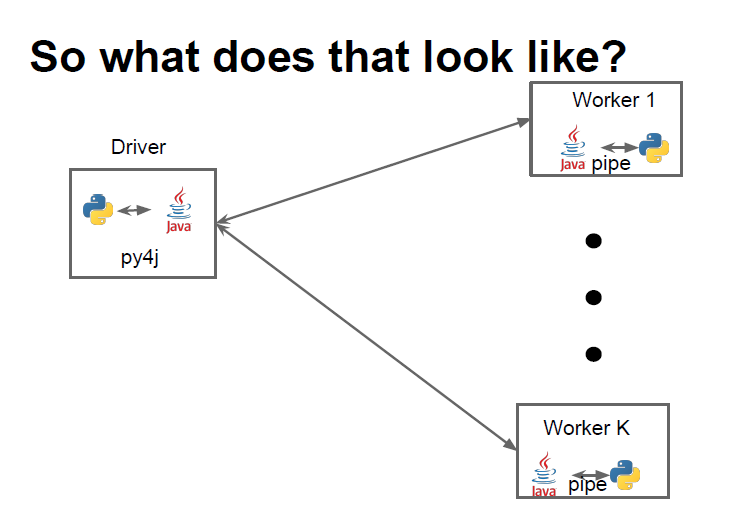 So what does that look like?
Worker 1
Java
pipe
Driver
Java
py4j
Worker K
Java
pipe